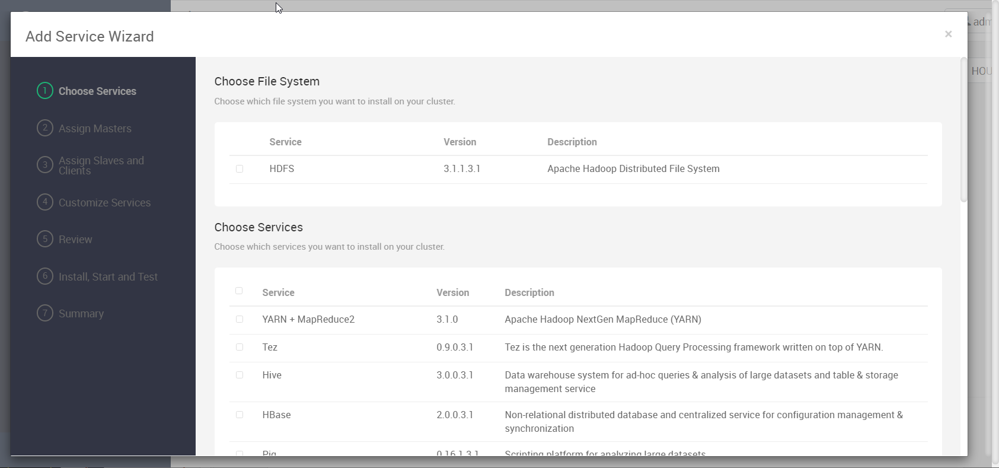 Add Service Wizard
×
adm
HOU
1 Choose Services
2 Assign Masters
3 Assign Slaves and
Clients
4 Customize Services
5 Review
6 Install, Start and Test
7 Summary
Choose File System
Choose which file system you want to install on your cluster.
Service Version Description
HDFS 3.1.1.3.1 Apache Hadoop Distributed File System
Choose Services
Choose which services you want to install on your cluster.
Service Version Description
YARN + MapReduce2 3.1.0 Apache Hadoop NextGen MapReduce (YARN)
Tez 0.9.0.3.1 Tez is the next generation Hadoop Query Processing framework written on top of YARN.
Hive 3.0.0.3.1 Data warehouse system for ad-hoc queries & analysis of large datasets and table & storage
management service
HBase 2.0.0.3.1 Non-relational distributed database and centralized service for configuration management &
synchronization
Pig 0.16.1.3.1 Scripting platform for analyzing large datasets